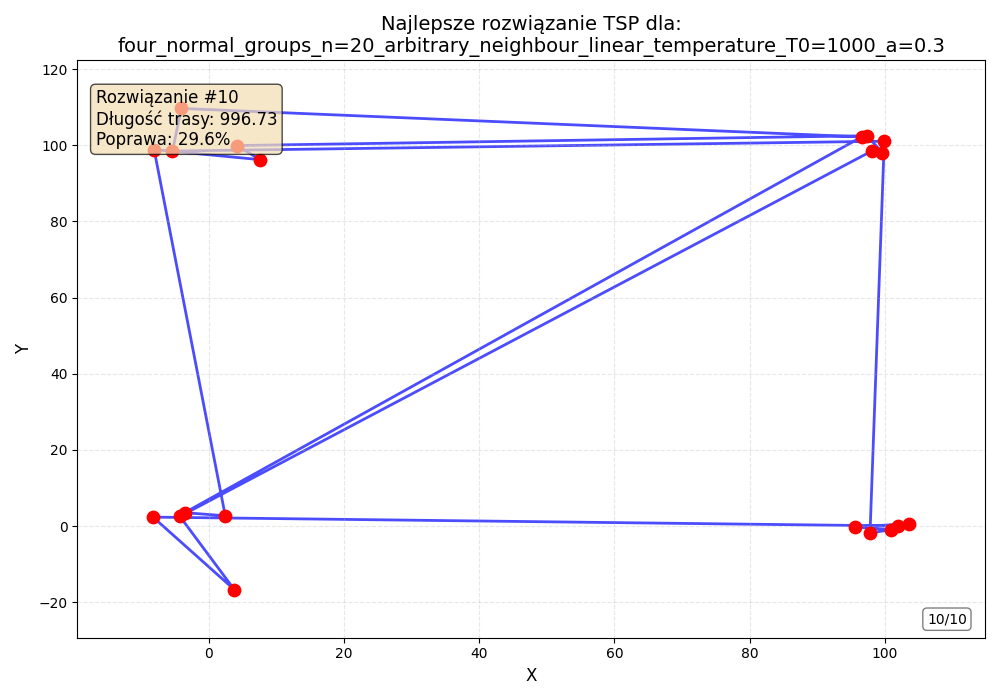 Najlepsze rozwiązanie TSP dla:
four_normal_groups_n=20_arbitrary_neighbour_linear_temperature_T0=1000_a=0.3
Rozwiązanie #10
Długość trasy: 996.73
Poprawa: 29.6%
120
100
80
60
40
20
0
−20
Y
0
20
40
60
80
100
X
10/10